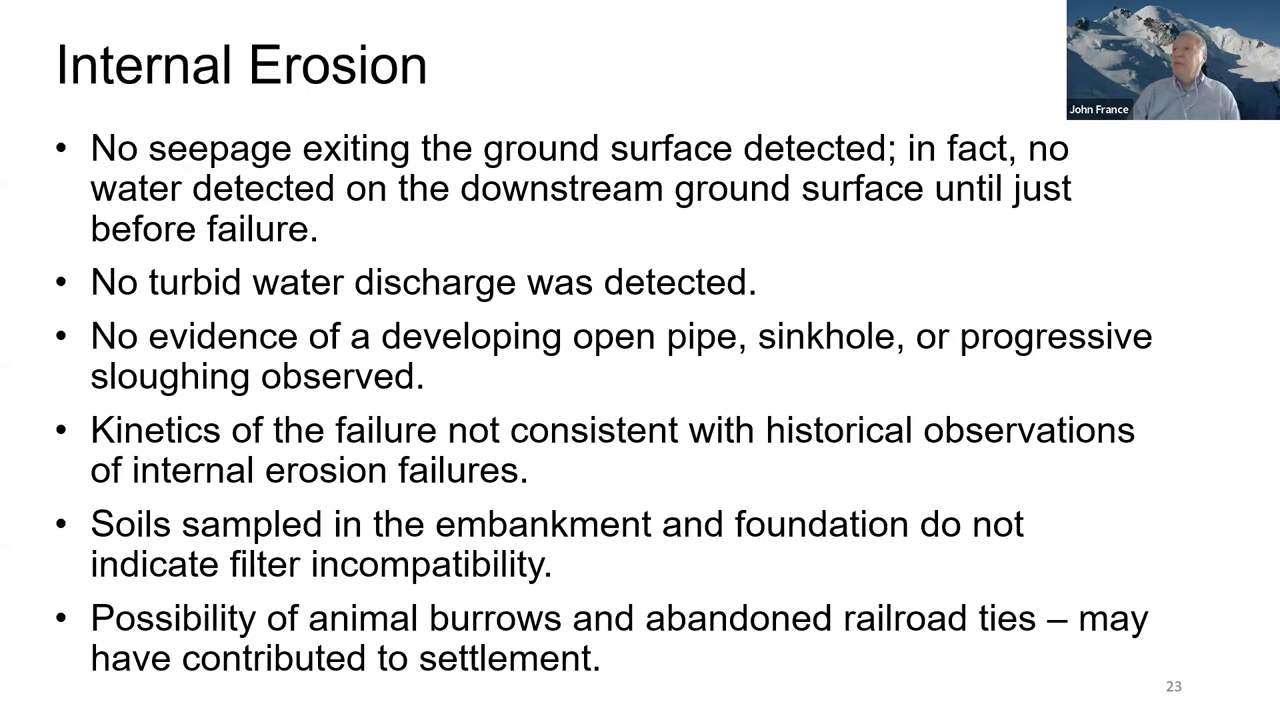 Internal Erosion
John France
• No seepage exiting the ground surface detected; in fact, no
water detected on the downstream ground surface until just
before failure.
• No turbid water discharge was detected.
• No evidence of a developing open pipe, sinkhole, or progressive
sloughing observed.
• Kinetics of the failure not consistent with historical observations
of internal erosion failures.
• Soils sampled in the embankment and foundation do not
indicate filter incompatibility.
• Possibility of animal burrows and abandoned railroad ties – may
have contributed to settlement.
23